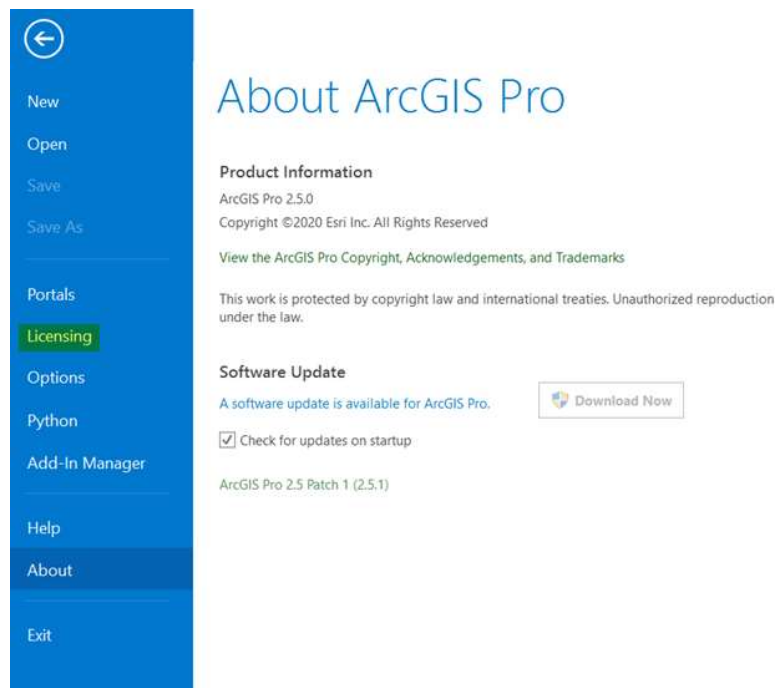 New
Open
Save
Save As
Portals
Licensing
Options
Python
Add-In Manager
Help
About
Exit
About ArcGIS Pro
Product Information
ArcGIS Pro 2.5.0
Copyright ©2020 Esri Inc. All Rights Reserved
View the ArcGIS Pro Copyright, Acknowledgements, and Trademarks
This work is protected by copyright law and international treaties. Unauthorized reproduction
under the law.
Software Update
A software update is available for ArcGIS Pro.
Download Now
Check for updates on startup
ArcGIS Pro 2.5 Patch 1 (2.5.1)